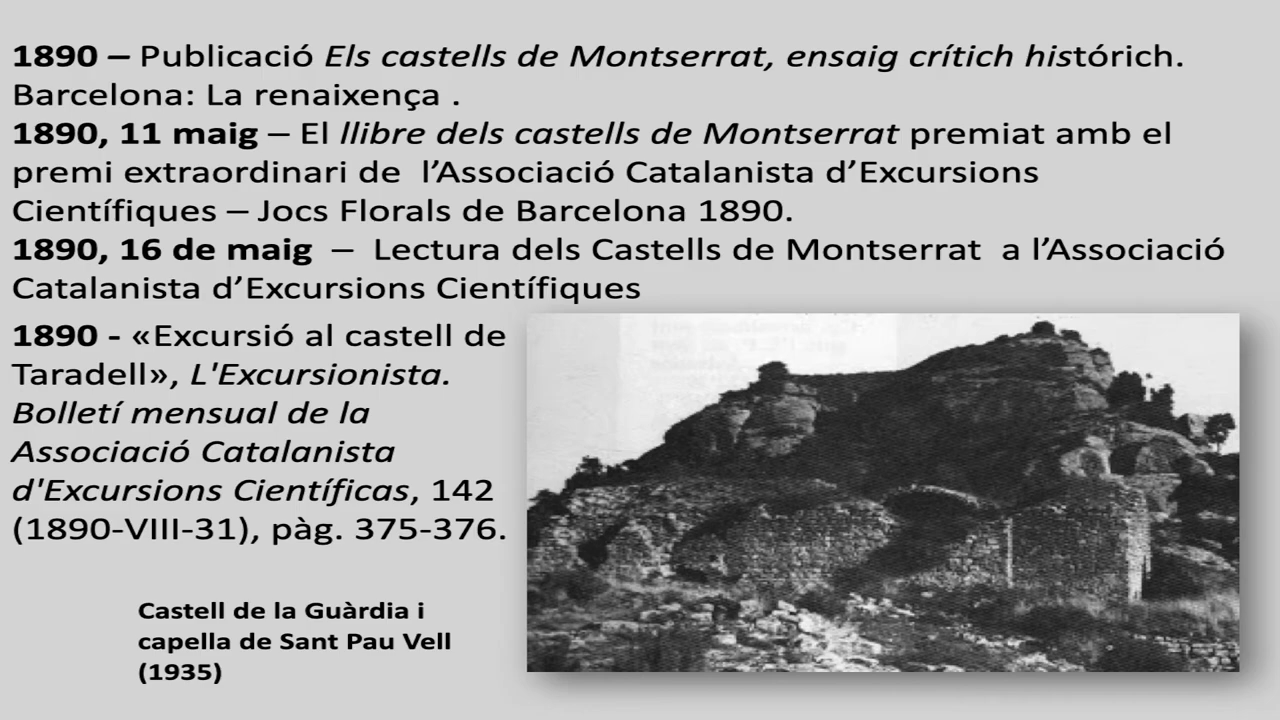 1890 – Publicació Els castells de Montserrat, ensaig crítich histórich.
Barcelona: La renaixença .
1890, 11 maig – El llibre dels castells de Montserrat premiat amb el
premi extraordinari de l’Associació Catalanista d’Excursions
Científiques – Jocs Florals de Barcelona 1890.
1890, 16 de maig – Lectura dels Castells de Montserrat a l’Associació
Catalanista d’Excursions Científiques
1890 - «Excursió al castell de
Taradell», L'Excursionista.
Bolletí mensual de la
Associació Catalanista
d'Excursions Científicas, 142
(1890-VIII-31), pàg. 375-376.
Castell de la Guàrdia i
capella de Sant Pau Vell
(1935)